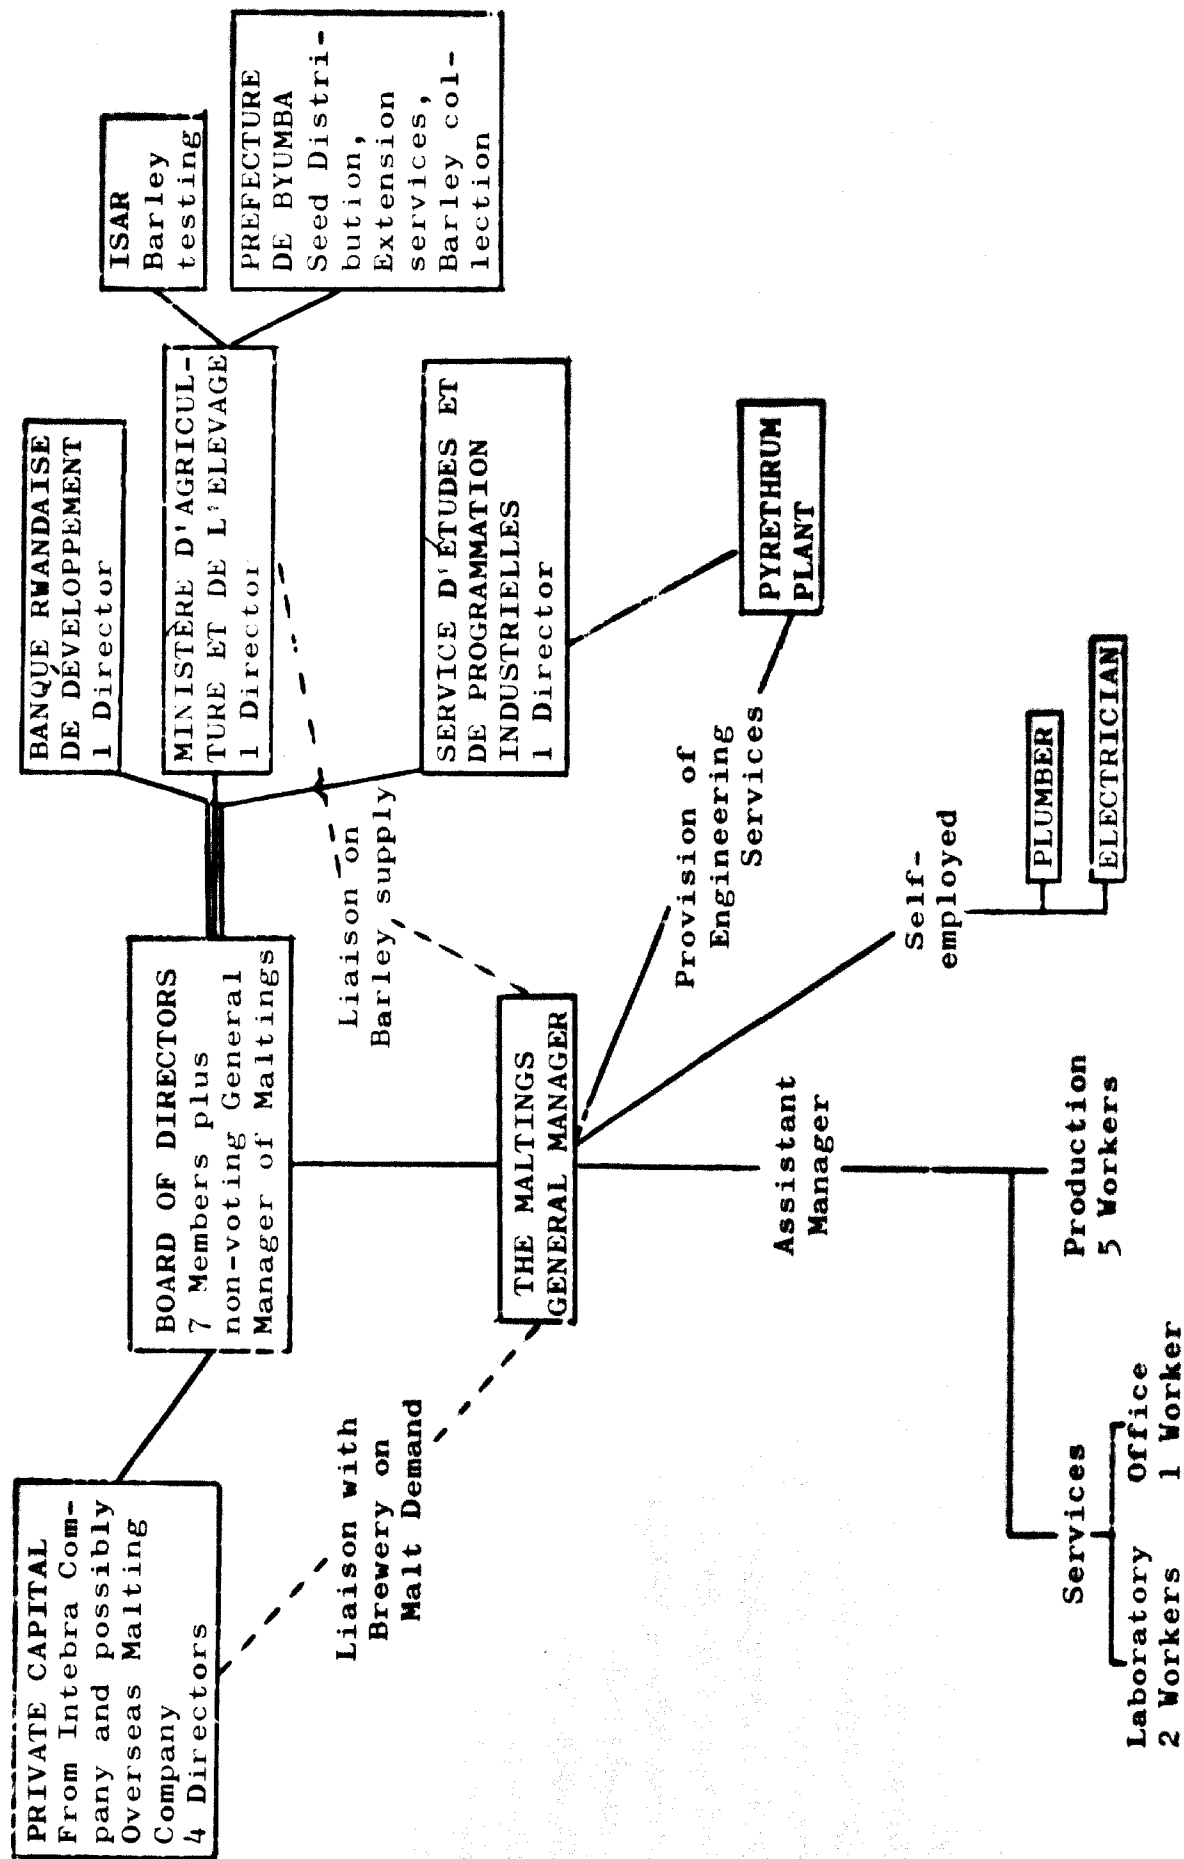 PRIVATE CAPITAL
From Intebra Com-
pany and possibly
Overseas Malting
Company
4 Directors
BOARD OF DIRECTORS
7 Members plus
non-voting General
Manager of Maltings
BANQUE RWANDAISE
DE DÉVELOPPEMENT
1 Director
MINISTÈRE D'AGRICUL-
TURE ET DE L'ELEVAGE
1 Director
SERVICE D'ETUDES ET
DE PROGRAMMATION
INDUSTRIELLES
1 Director
ISAR
Barley
testing
PREFECTURE
DE BYUMBA
Seed Distri-
bution,
Extension
services,
Barley col-
lection
Liaison with
Brewery on
Malt Demand
Liaison on
Barley supply
THE MALTINGS
GENERAL MANAGER
Provision of
Engineering
Services
PYRETHRUM
PLANT
Assistant
Manager
Self-
employed
PLUMBER
ELECTRICIAN
Services
Laboratory
2 Workers
Office
1 Worker
Production
5 Workers